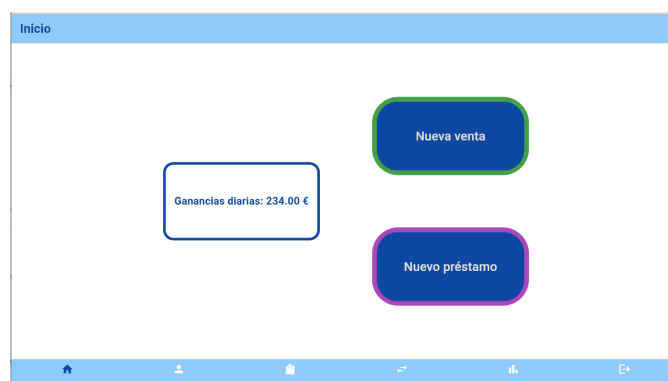 Inicio
Nueva venta
Ganancias diarias: 234.00 €
Nuevo préstamo